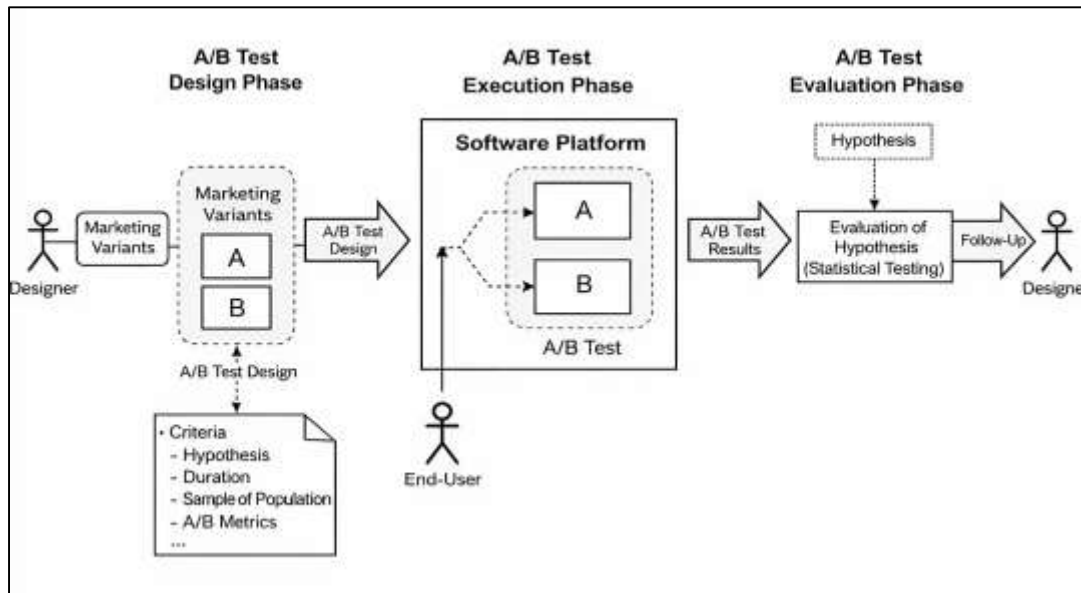 A/B Test
Design Phase
A/B Test
Execution Phase
A/B Test
Evaluation Phase
Designer
Marketing
Variants
Marketing
Variants
A
B
A/B Test Design
• Criteria
- Hypothesis
- Duration
- Sample of Population
- A/B Metrics
...
A/B Test
Design
Software Platform
A
B
A/B Test
End-User
A/B Test
Results
Hypothesis
Evaluation of
Hypothesis
(Statistical Testing)
Follow-Up
Designe